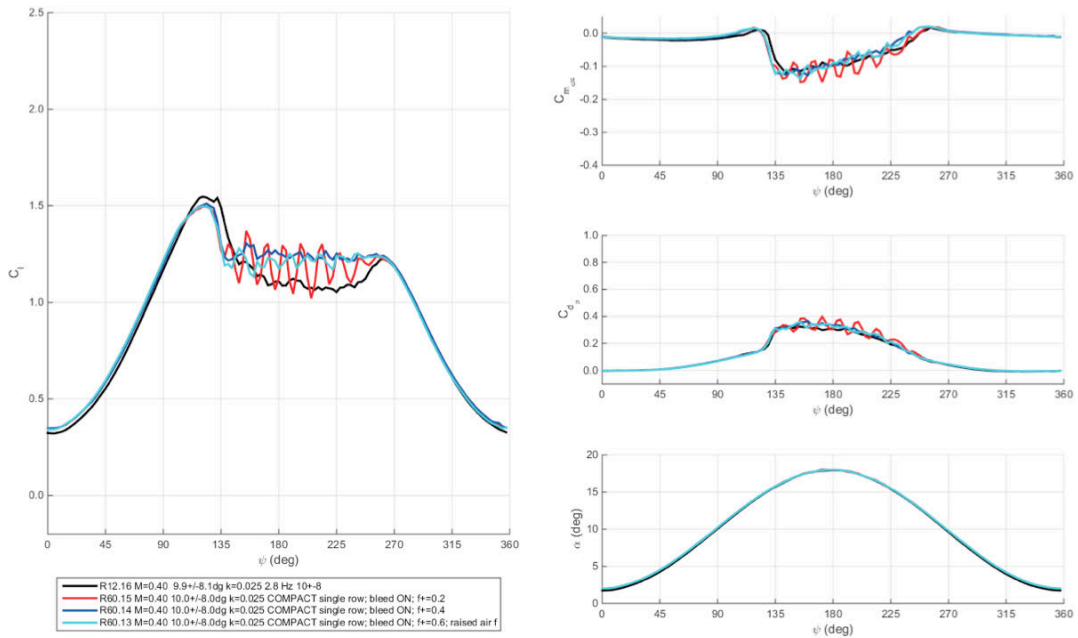 2.5
2.0
1.5
1.0
0.5
0.0
C_l
0 45 90 135 180 225 270 315 360
ψ (deg)
R12.16 M=0.40 9.9+/-8.1dg k=0.025 2.8 Hz 10+-8
R60.15 M=0.40 10.0+/-8.0dg k=0.025 COMPACT single row; bleed ON; f+=0.2
R60.14 M=0.40 10.0+/-8.0dg k=0.025 COMPACT single row; bleed ON; f+=0.4
R60.13 M=0.40 10.0+/-8.0dg k=0.025 COMPACT single row; bleed ON; f+=0.6; raised air f
0.0
-0.1
-0.2
-0.3
-0.4
C_m
0 45 90 135 180 225 270 315 360
ψ (deg)
1.0
0.8
0.6
0.4
0.2
0.0
C_d_p
0 45 90 135 180 225 270 315 360
ψ (deg)
20
15
10
5
0
α (deg)
0 45 90 135 180 225 270 315 360
ψ (deg)